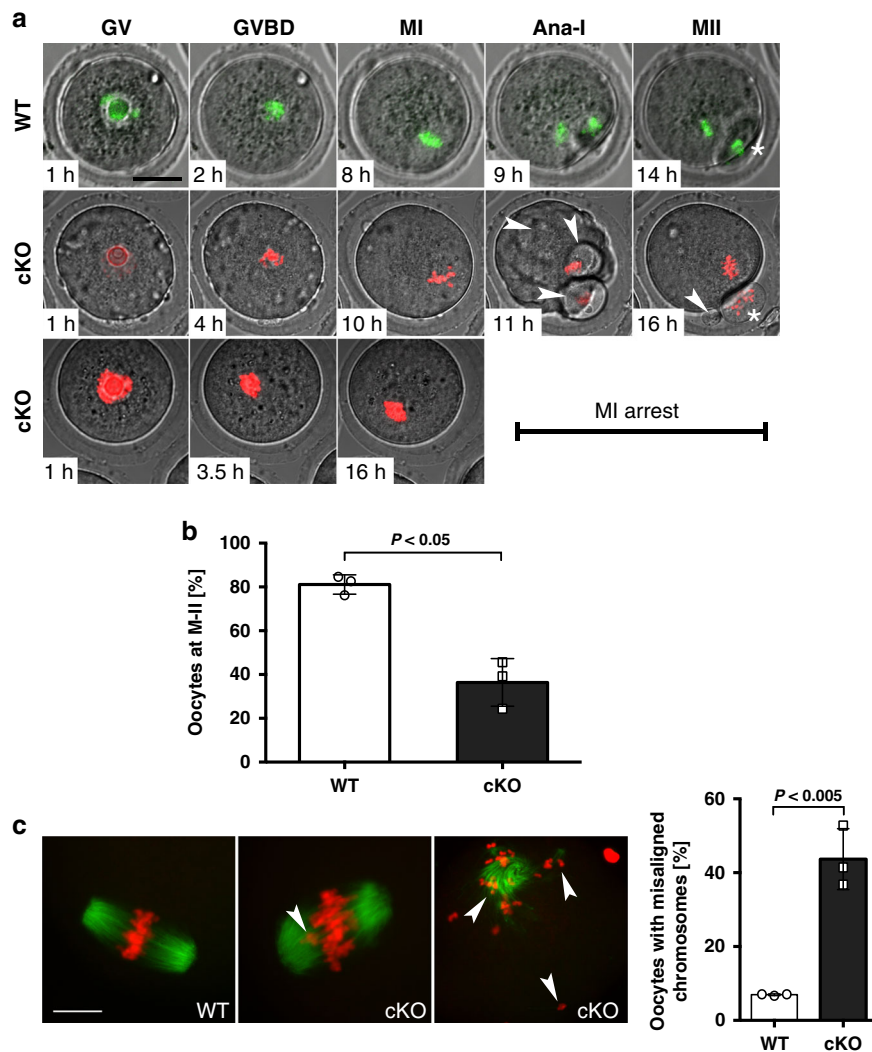 a
GV GVBD MI Ana-I MII
WT
1 h 2 h 8 h 9 h 14 h *
cKO
1 h 4 h 10 h 11 h 16 h *
cKO
1 h 3.5 h 16 h
MI arrest
b
Oocytes at M-II [%]
100
80
60
40
20
0
P < 0.05
WT cKO
c
WT cKO cKO
Oocytes with misaligned
chromosomes [%]
60
40
20
0
P < 0.005
WT cKO